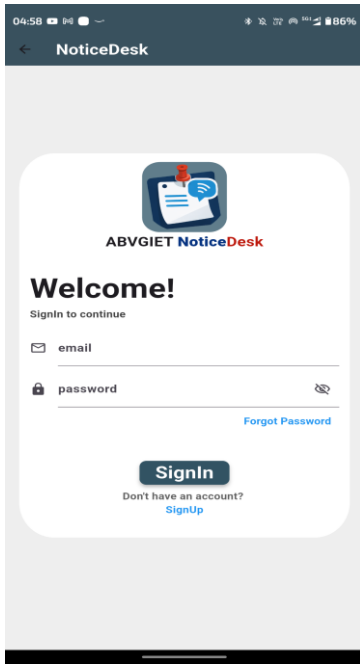 04:58 5G 86%
NoticeDesk
ABVGIET NoticeDesk
Welcome!
SignIn to continue
email
password
Forgot Password
SignIn
Don't have an account?
SignUp